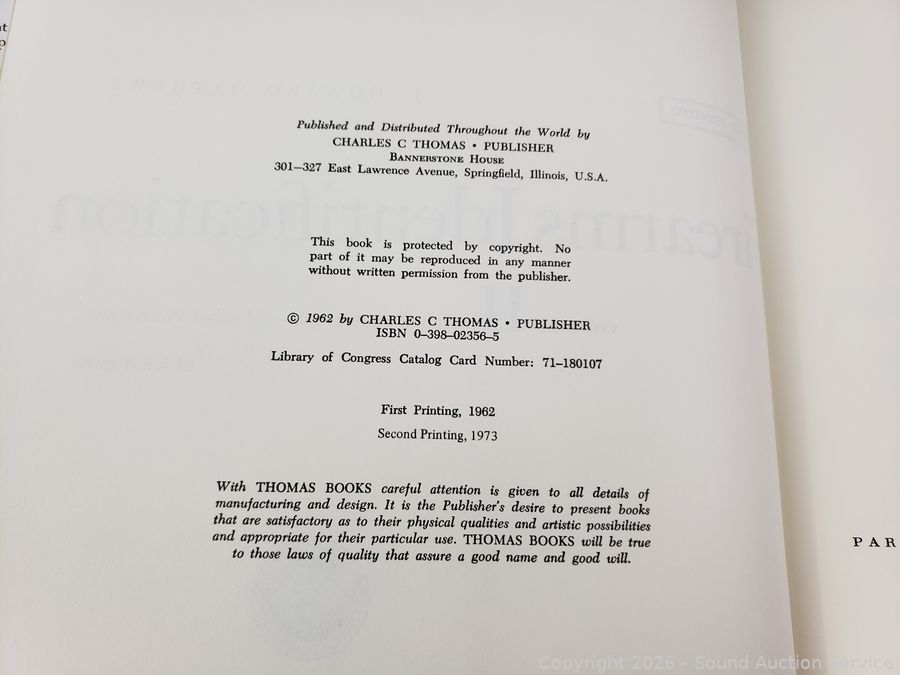 Published and Distributed Throughout the World by
CHARLES C THOMAS • PUBLISHER
BANNERSTONE HOUSE
301—327 East Lawrence Avenue, Springfield, Illinois, U.S.A.
This book is protected by copyright. No
part of it may be reproduced in any manner
without written permission from the publisher.
© 1962 by CHARLES C THOMAS • PUBLISHER
ISBN 0–398–02356–5
Library of Congress Catalog Card Number: 71–180107
First Printing, 1962
Second Printing, 1973
With THOMAS BOOKS careful attention is given to all details of
manufacturing and design. It is the Publisher's desire to present books
that are satisfactory as to their physical qualities and artistic possibilities
and appropriate for their particular use. THOMAS BOOKS will be true
to those laws of quality that assure a good name and good will.
PAR
Copyright 2026 - Sound Auction Service